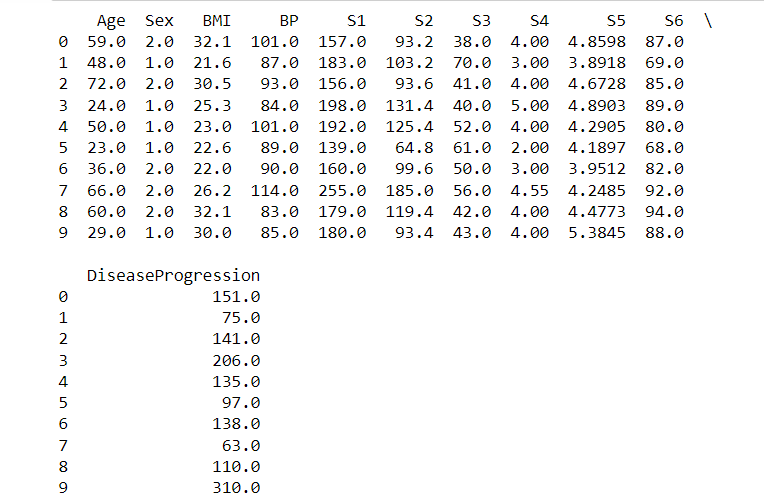 Age Sex BMI BP S1 S2 S3 S4 S5 S6 \
0 59.0 2.0 32.1 101.0 157.0 93.2 38.0 4.00 4.8598 87.0
1 48.0 1.0 21.6 87.0 183.0 103.2 70.0 3.00 3.8918 69.0
2 72.0 2.0 30.5 93.0 156.0 93.6 41.0 4.00 4.6728 85.0
3 24.0 1.0 25.3 84.0 198.0 131.4 40.0 5.00 4.8903 89.0
4 50.0 1.0 23.0 101.0 192.0 125.4 52.0 4.00 4.2905 80.0
5 23.0 1.0 22.6 89.0 139.0 64.8 61.0 2.00 4.1897 68.0
6 36.0 2.0 22.0 90.0 160.0 99.6 50.0 3.00 3.9512 82.0
7 66.0 2.0 26.2 114.0 255.0 185.0 56.0 4.55 4.2485 92.0
8 60.0 2.0 32.1 83.0 179.0 119.4 42.0 4.00 4.4773 94.0
9 29.0 1.0 30.0 85.0 180.0 93.4 43.0 4.00 5.3845 88.0
DiseaseProgression
0 151.0
1 75.0
2 141.0
3 206.0
4 135.0
5 97.0
6 138.0
7 63.0
8 110.0
9 310.0